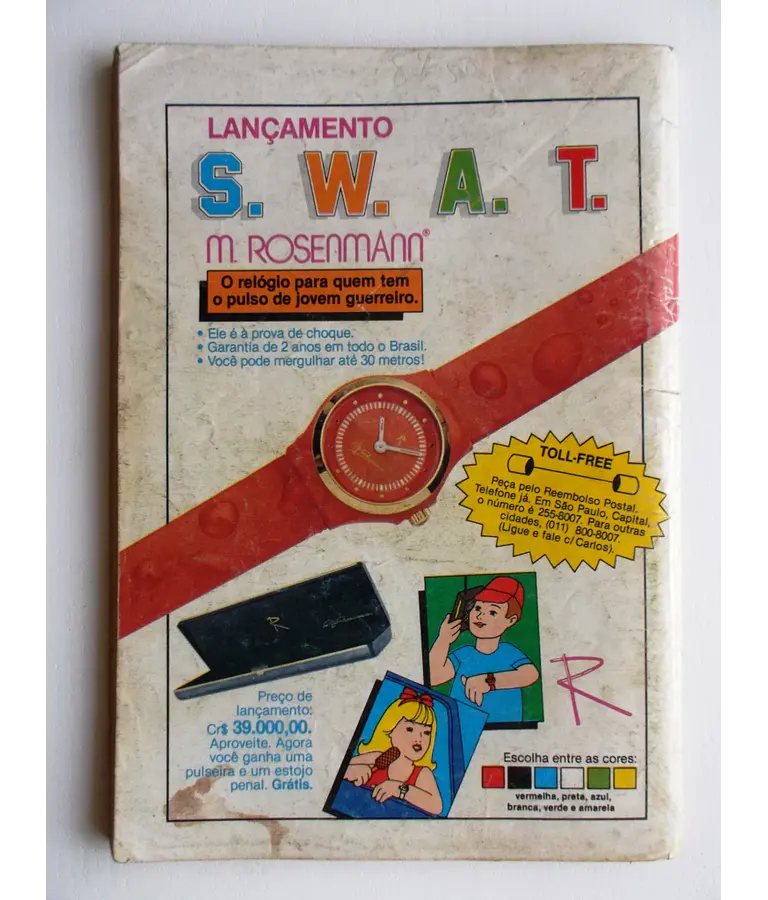 LANÇAMENTO
S. W. A. T.
M. ROSENMANN®
O relógio para quem tem
o pulso de jovem guerreiro.
• Ele é à prova de choque.
• Garantia de 2 anos em todo o Brasil.
• Você pode mergulhar até 30 metros!
TOLL-FREE
Peça pelo Reembolso Postal.
Telefone já. Em São Paulo, Capital,
o número é 255-8007. Para outras
cidades, (011) 800-8007.
(Ligue e fale c/ Carlos).
R
Preço de
lançamento:
Cr$ 39.000,00.
Aproveite. Agora
você ganha uma
pulseira e um estojo
penal. Grátis.
R
Escolha entre as cores:
vermelha, preta, azul,
branca, verde e amarela